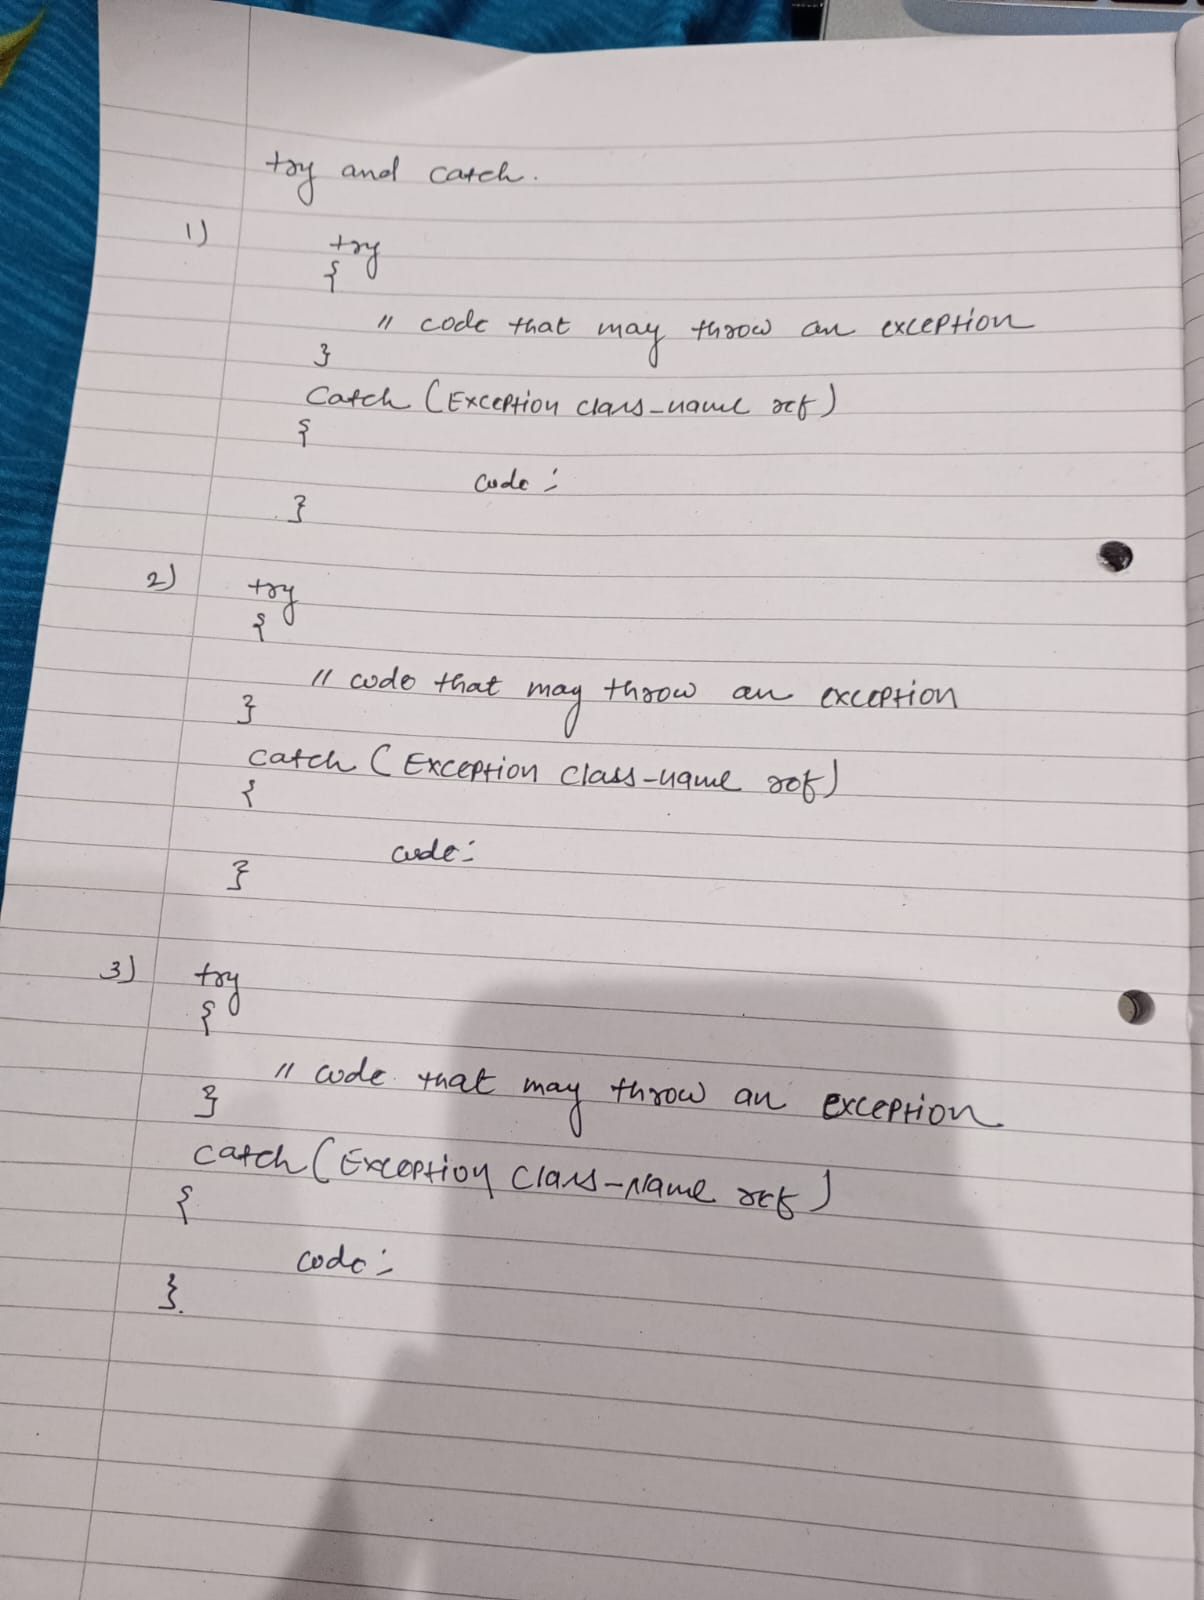 try and catch.
1) try
{
// code that may throw an exception
}
Catch (Exception class-name ref)
{
code;
}
2) try
{
// code that may throw an exception
}
catch (Exception class-name ref)
{
code;
}
3) try
{
// code that may throw an exception
}
catch (Exception Class-Name ref)
{
code;
}.